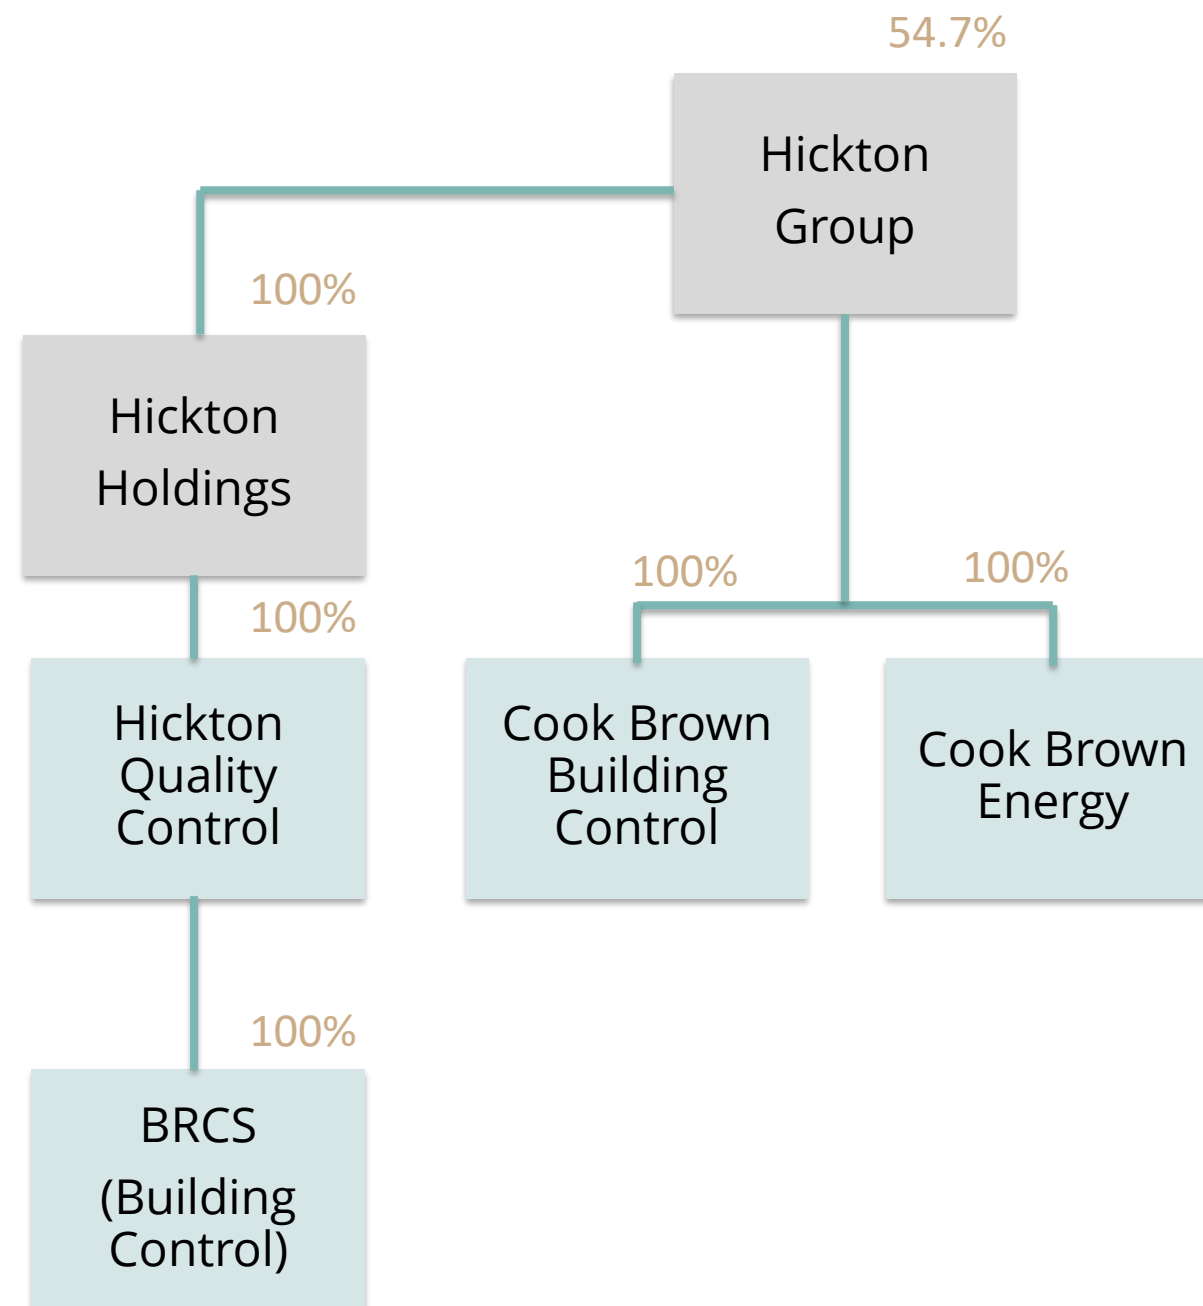 54.7%
Hickton
Group
100%
Hickton
Holdings
100%
100%
100%
Hickton
Quality
Control
Cook Brown
Building
Control
Cook Brown
Energy
100%
BRCS
(Building
Control)